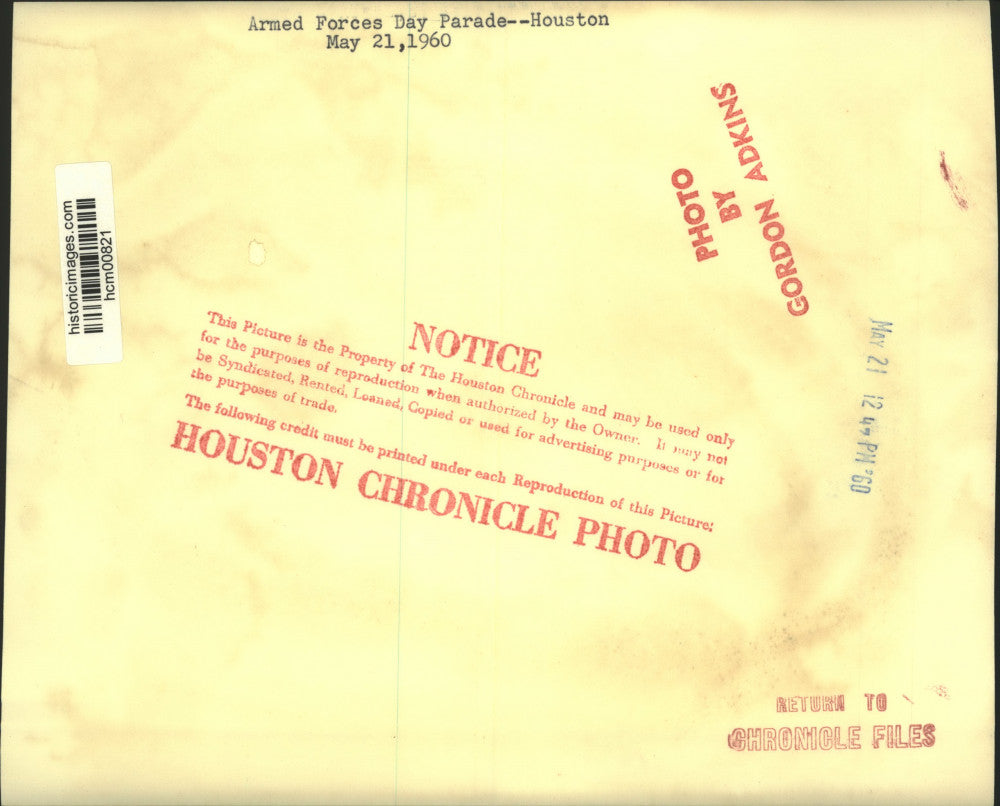 Armed Forces Day Parade--Houston
May 21,1960
PHOTO
BY
GORDON ADKINS
historicimages.com
hcm00821
NOTICE
This Picture is the Property of The Houston Chronicle and may be used only
for the purposes of reproduction when authorized by the Owner. It may not
be Syndicated, Rented, Loaned, Copied or used for advertising purposes or for
the purposes of trade.
The following credit must be printed under each Reproduction of this Picture:
HOUSTON CHRONICLE PHOTO
MAY 21 12 PM '60
RETURN TO
CHRONICLE FILES